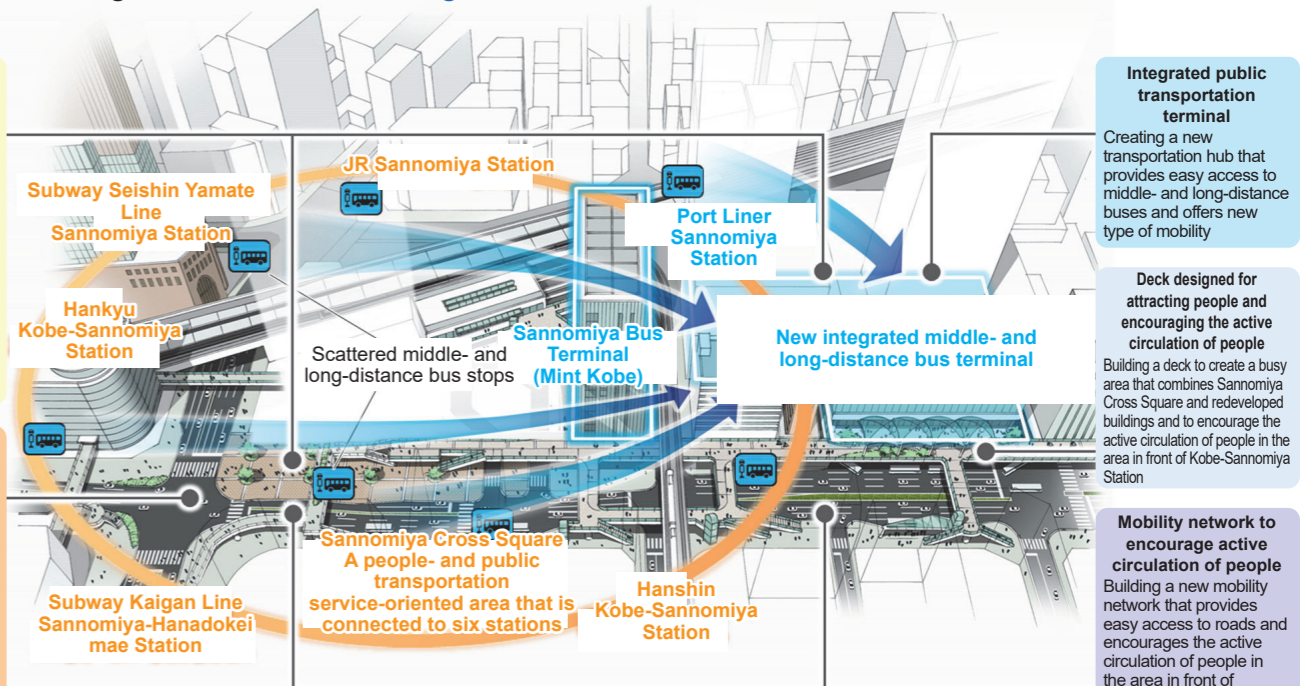 JR Sannomiya Station
Subway Seishin Yamate
Line
Sannomiya Station
Port Liner
Sannomiya
Station
Hankyu
Kobe-Sannomiya
Station
Scattered middle- and
long-distance bus stops
Sannomiya Bus
Terminal
(Mint Kobe)
New integrated middle- and
long-distance bus terminal
Sannomiya Cross Square
A people- and public
transportation
service-oriented area that is
connected to six stations
Subway Kaigan Line
Sannomiya-Hanadokei
mae Station
Hanshin
Kobe-Sannomiya
Station
Integrated public
transportation
terminal
Creating a new
transportation hub that
provides easy access to
middle- and long-distance
buses and offers new
type of mobility
Deck designed for
attracting people and
encouraging the active
circulation of people
Building a deck to create a busy
area that combines Sannomiya
Cross Square and redeveloped
buildings and to encourage the
active circulation of people in the
area in front of Kobe-Sannomiya
Station
Mobility network to
encourage active
circulation of people
Building a new mobility
network that provides
easy access to roads and
encourages the active
circulation of people in
the area in front of